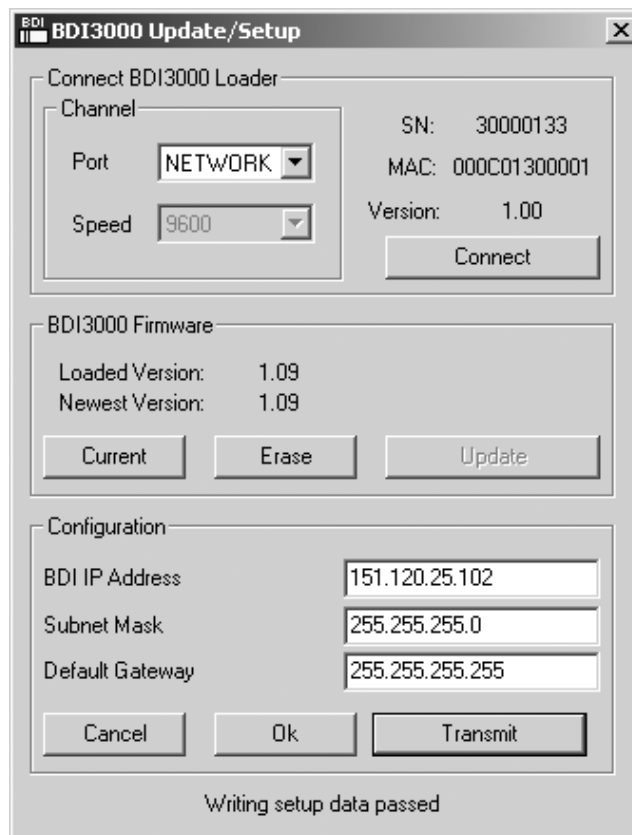 BDI
BDI3000 Update/Setup
Connect BDI3000 Loader
Channel
Port NETWORK
Speed 9600
SN: 30000133
MAC: 000C01300001
Version: 1.00
Connect
BDI3000 Firmware
Loaded Version: 1.09
Newest Version: 1.09
Current Erase Update
Configuration
BDI IP Address 151.120.25.102
Subnet Mask 255.255.255.0
Default Gateway 255.255.255.255
Cancel Ok Transmit
Writing setup data passed